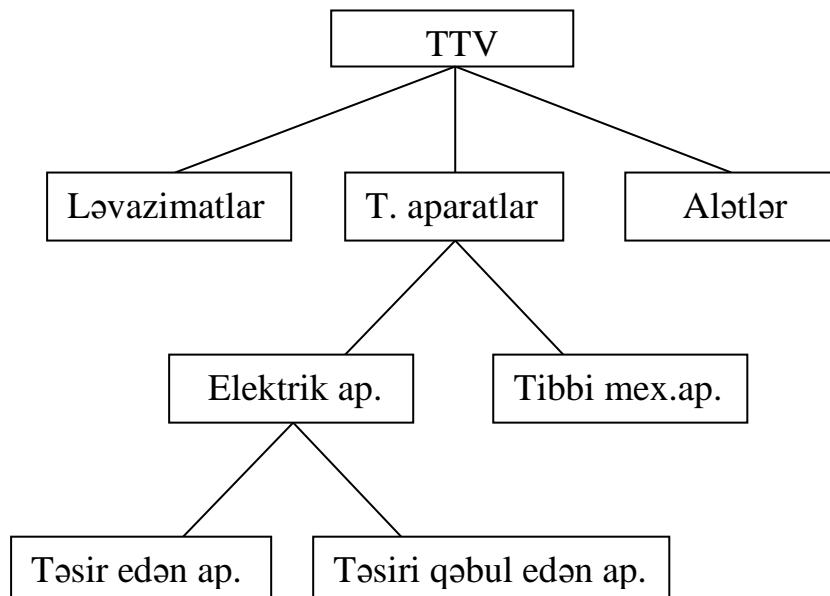 TTV
Ləvazimatlar
T. aparatlar
Alətlər
Elektrik ap.
Tibbi mex.ap.
Təsir edən ap.
Təsiri qəbul edən ap.